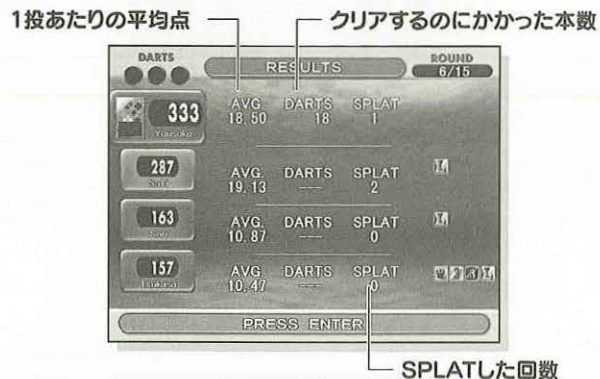 1投あたりの平均点
クリアするのにかかった本数
DARTS
RESULTS
ROUND
6/15
333
AVG. DARTS SPLAT
18.50 18 1
Yousuke
287
AVG. DARTS SPLAT
19.13 --- 2
163
AVG. DARTS SPLAT
10.87 --- 0
157
AVG. DARTS SPLAT
10.47 --- 0
PRESS ENTER
SPLATした回数